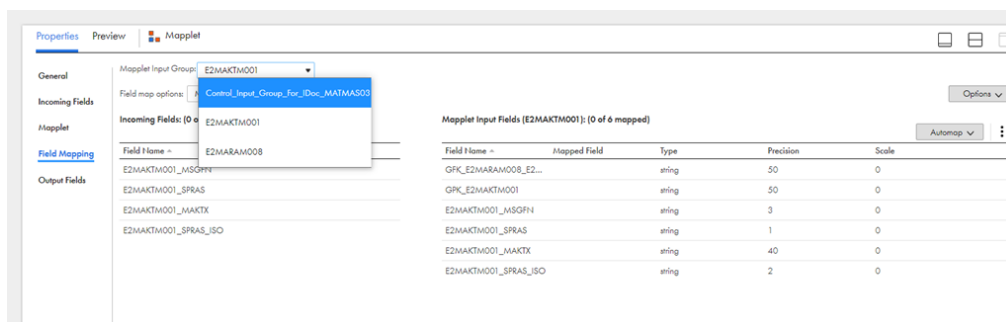 Properties Preview Mapplet
General
Incoming Fields
Mapplet
Field Mapping
Output Fields
Mapplet Input Group: E2MAKTM001
Field map options:
Control_Input_Group_For_IDoc_MATMAS03
E2MAKTM001
E2MARAM008
Options
Incoming Fields: (0 o
Field Name
E2MAKTM001_MSGFN
E2MAKTM001_SPRAS
E2MAKTM001_MAKTX
E2MAKTM001_SPRAS_ISO
Mapplet Input Fields (E2MAKTM001): (0 of 6 mapped)
Automap
Field Name Mapped Field Type Precision Scale
GFK_E2MARAM008_E2... string 50 0
GPK_E2MAKTM001 string 50 0
E2MAKTM001_MSGFN string 3 0
E2MAKTM001_SPRAS string 1 0
E2MAKTM001_MAKTX string 40 0
E2MAKTM001_SPRAS_ISO string 2 0